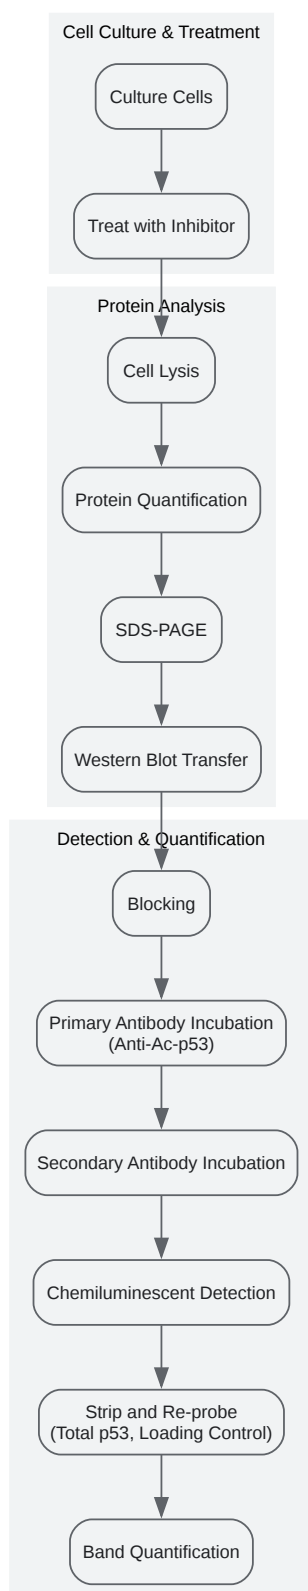 Cell Culture & Treatment
Culture Cells
Treat with Inhibitor
Protein Analysis
Cell Lysis
Protein Quantification
SDS-PAGE
Western Blot Transfer
Detection & Quantification
Blocking
Primary Antibody Incubation
(Anti-Ac-p53)
Secondary Antibody Incubation
Chemiluminescent Detection
Strip and Re-probe
(Total p53, Loading Control)
Band Quantification